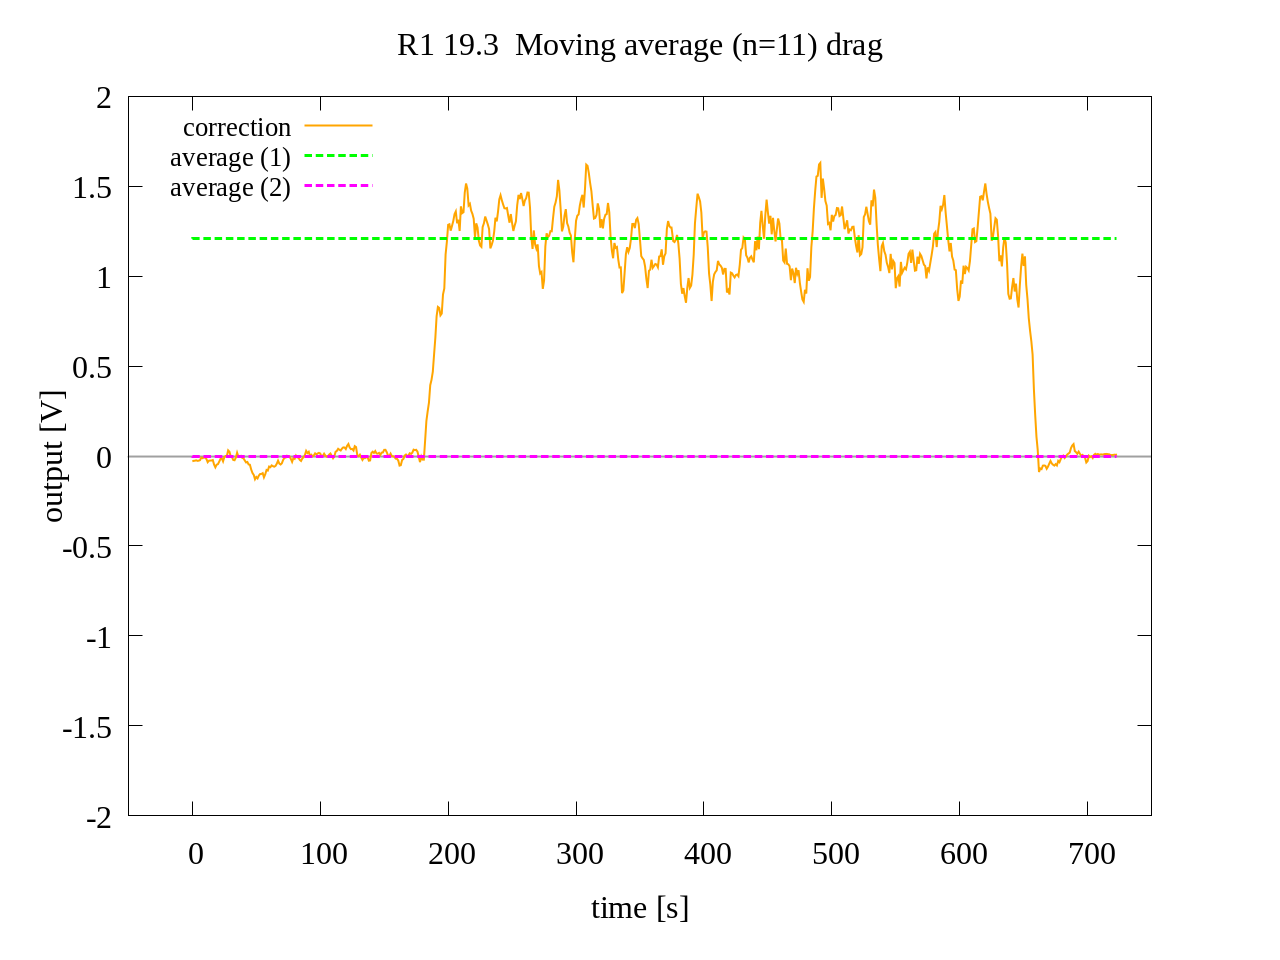 R1 19.3  Moving average (n=11) drag
correction
average (1)
average (2)
2
1.5
1
0.5
0
-0.5
-1
-1.5
-2
output [V]
0 100 200 300 400 500 600 700
time [s]